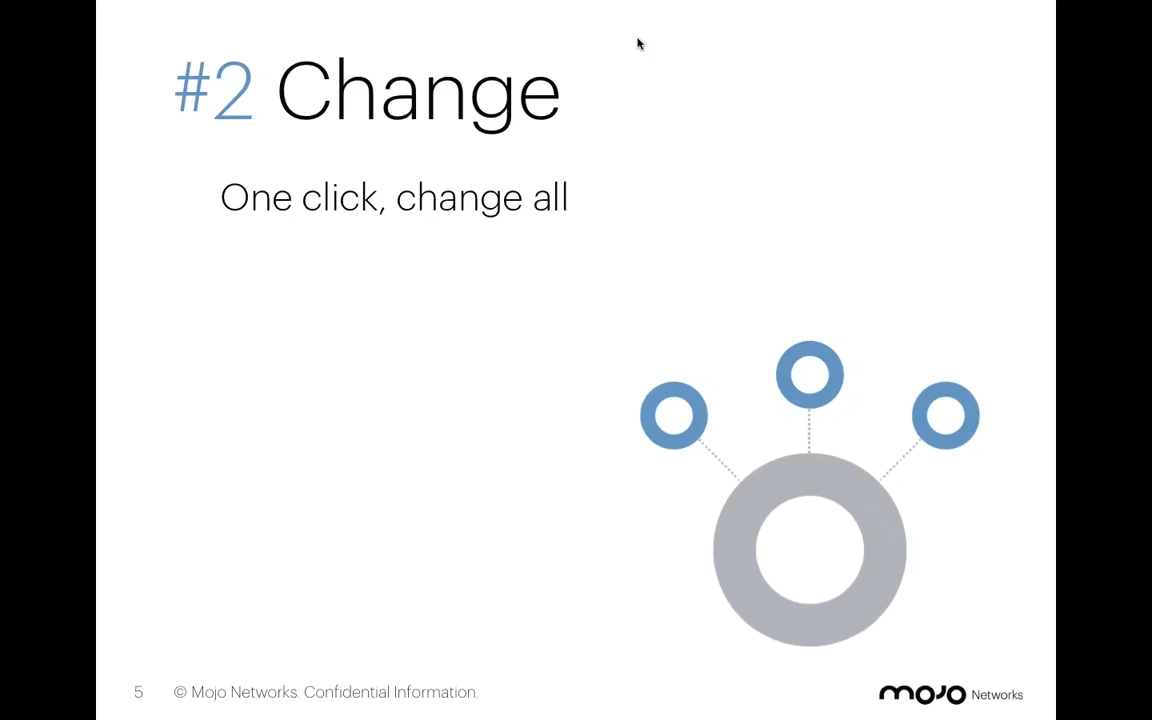 #2 Change
One click, change all
5 © Mojo Networks. Confidential Information.
mojo Networks